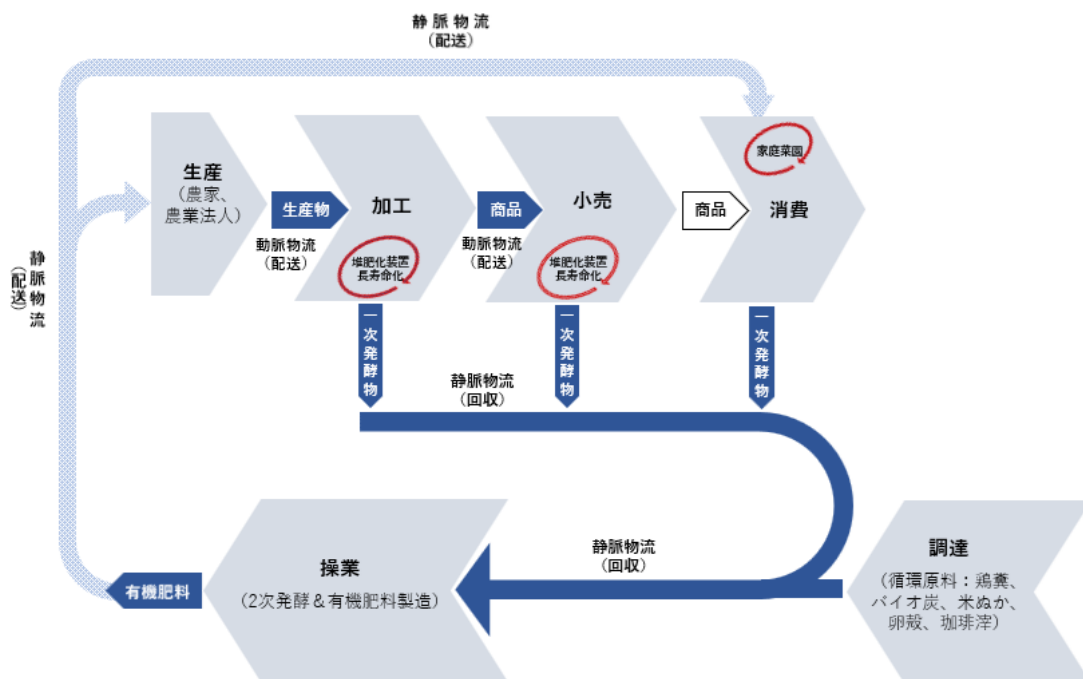 静脈物流
（配送）
家庭菜園
生産
（農家、
農業法人）
生産物
動脈物流
（配送）
加工
堆肥化装置
長寿命化
商品
動脈物流
（配送）
小売
堆肥化装置
長寿命化
商品
消費
静脈物流
（配送）
一次発酵物
一次発酵物
一次発酵物
静脈物流
（回収）
静脈物流
（回収）
有機肥料
操業
（2次発酵＆有機肥料製造）
調達
（循環原料：鶏糞、
バイオ炭、米ぬか、
卵殻、珈琲滓）